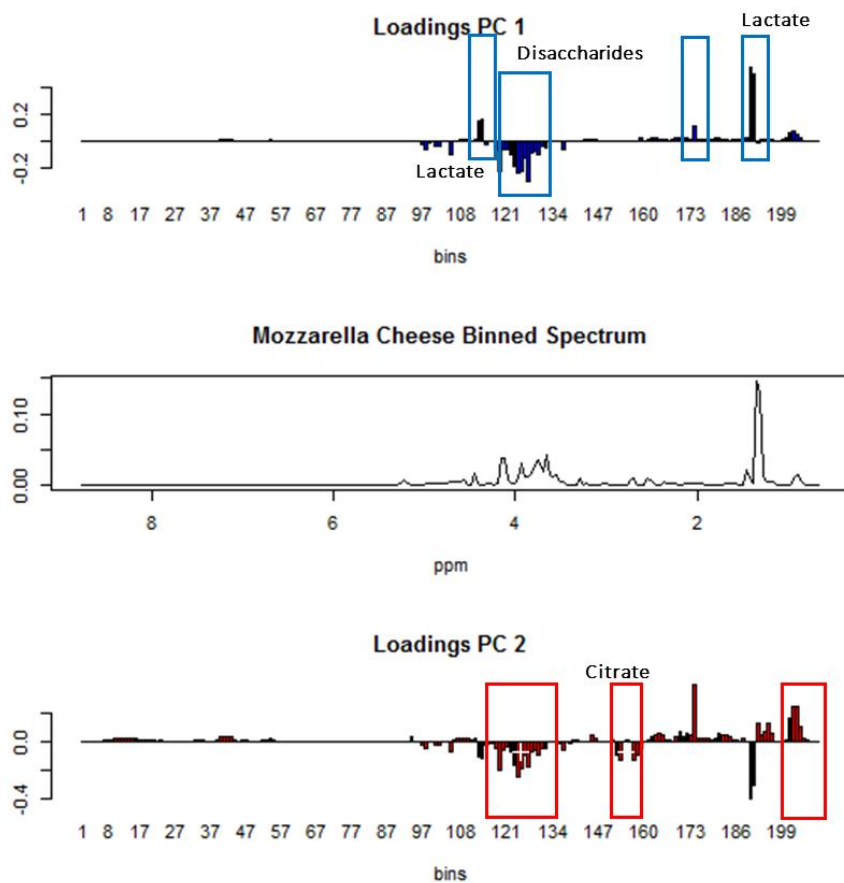 Loadings PC 1
Lactate
Disaccharides
Lactate
0.2
-0.2
1 8 17 27 37 47 57 67 77 87 97 108 121 134 147 160 173 186 199
bins
Mozzarella Cheese Binned Spectrum
0.10
0.00
8 6 4 2
ppm
Loadings PC 2
Citrate
0.0
-0.4
1 8 17 27 37 47 57 67 77 87 97 108 121 134 147 160 173 186 199
bins